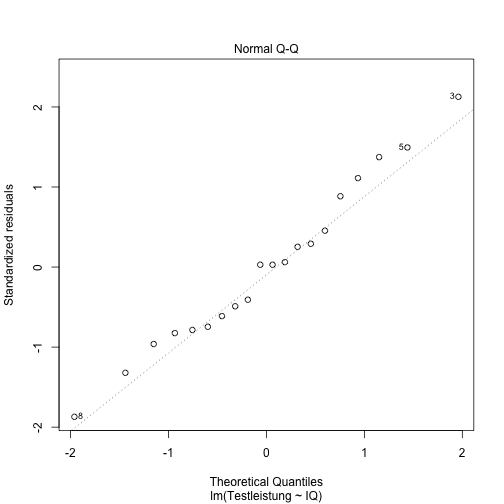 Normal Q-Q
Standardized residuals
2
1
0
-1
-2
3
5
8
-2 -1 0 1 2
Theoretical Quantiles
lm(Testleistung ~ IQ)